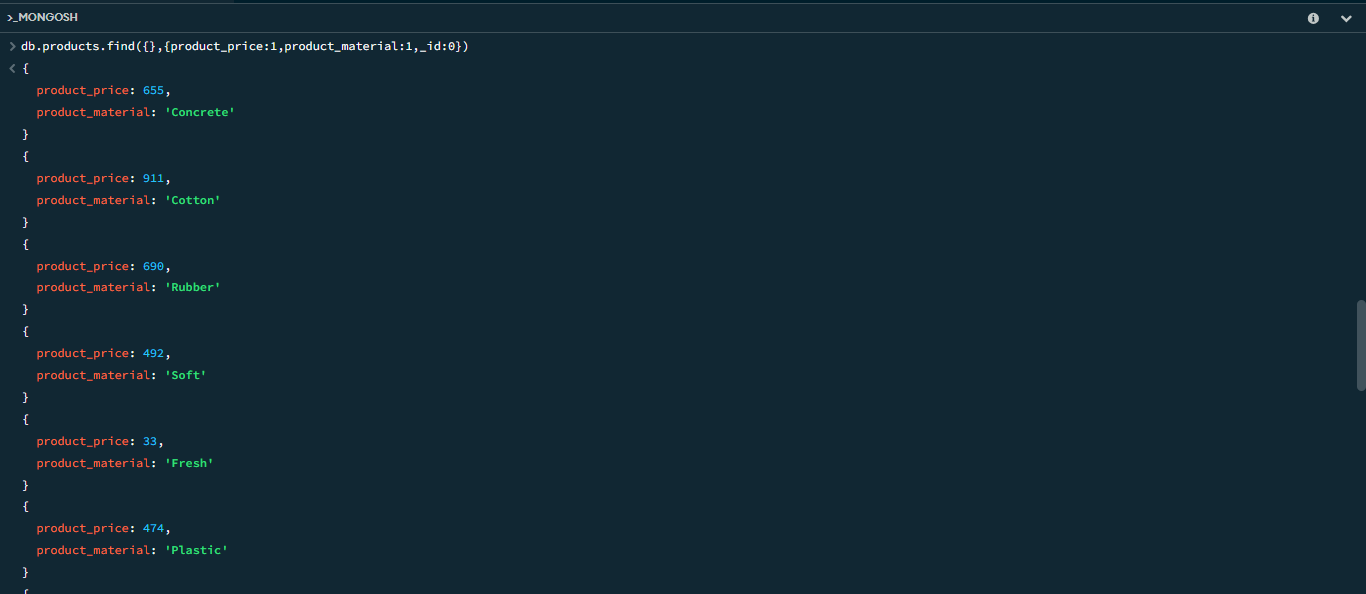 >_MONGOSH
> db.products.find({},{product_price:1,product_material:1,_id:0})
< {
product_price: 655,
product_material: 'Concrete'
}
{
product_price: 911,
product_material: 'Cotton'
}
{
product_price: 690,
product_material: 'Rubber'
}
{
product_price: 492,
product_material: 'Soft'
}
{
product_price: 33,
product_material: 'Fresh'
}
{
product_price: 474,
product_material: 'Plastic'
}
{